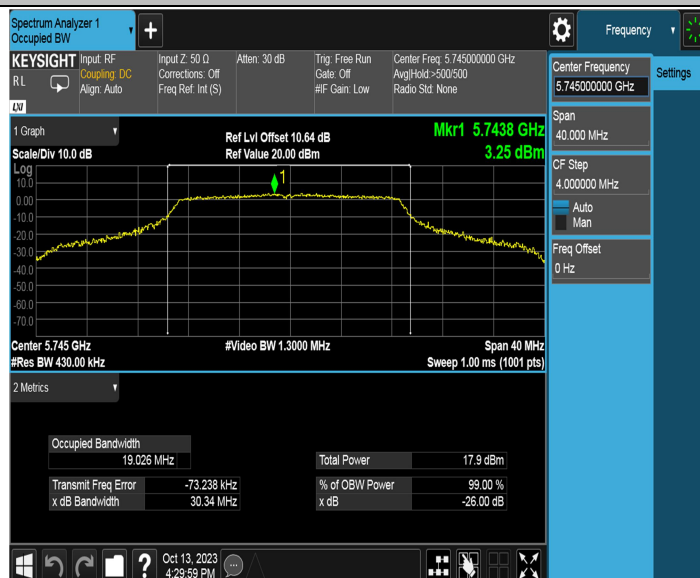 Spectrum Analyzer 1
Occupied BW
Frequency
KEYSIGHT
R L
LXI
Input: RF
Coupling: DC
Align: Auto
Input Z: 50 Ω
Corrections: Off
Freq Ref: Int (S)
Atten: 30 dB
Trig: Free Run
Gate: Off
#IF Gain: Low
Center Freq: 5.745000000 GHz
Avg|Hold:>500/500
Radio Std: None
Center Frequency
5.745000000 GHz
Settings
Span
40.000 MHz
CF Step
4.000000 MHz
Auto
Man
Freq Offset
0 Hz
1 Graph
Scale/Div 10.0 dB
Ref Lvl Offset 10.64 dB
Ref Value 20.00 dBm
Mkr1 5.7438 GHz
3.25 dBm
Log
10.0
0.00
-10.0
-20.0
-30.0
-40.0
-50.0
-60.0
-70.0
1
Center 5.745 GHz
#Res BW 430.00 kHz
#Video BW 1.3000 MHz
Span 40 MHz
Sweep 1.00 ms (1001 pts)
2 Metrics
Occupied Bandwidth
19.026 MHz
Transmit Freq Error -73.238 kHz
x dB Bandwidth 30.34 MHz
Total Power 17.9 dBm
% of OBW Power 99.00 %
x dB -26.00 dB
?
Oct 13, 2023
4:29:59 PM